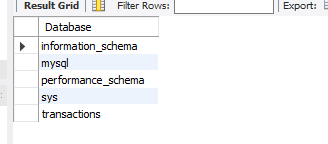 Result Grid Filter Rows: Export:
Database
information_schema
mysql
performance_schema
sys
transactions